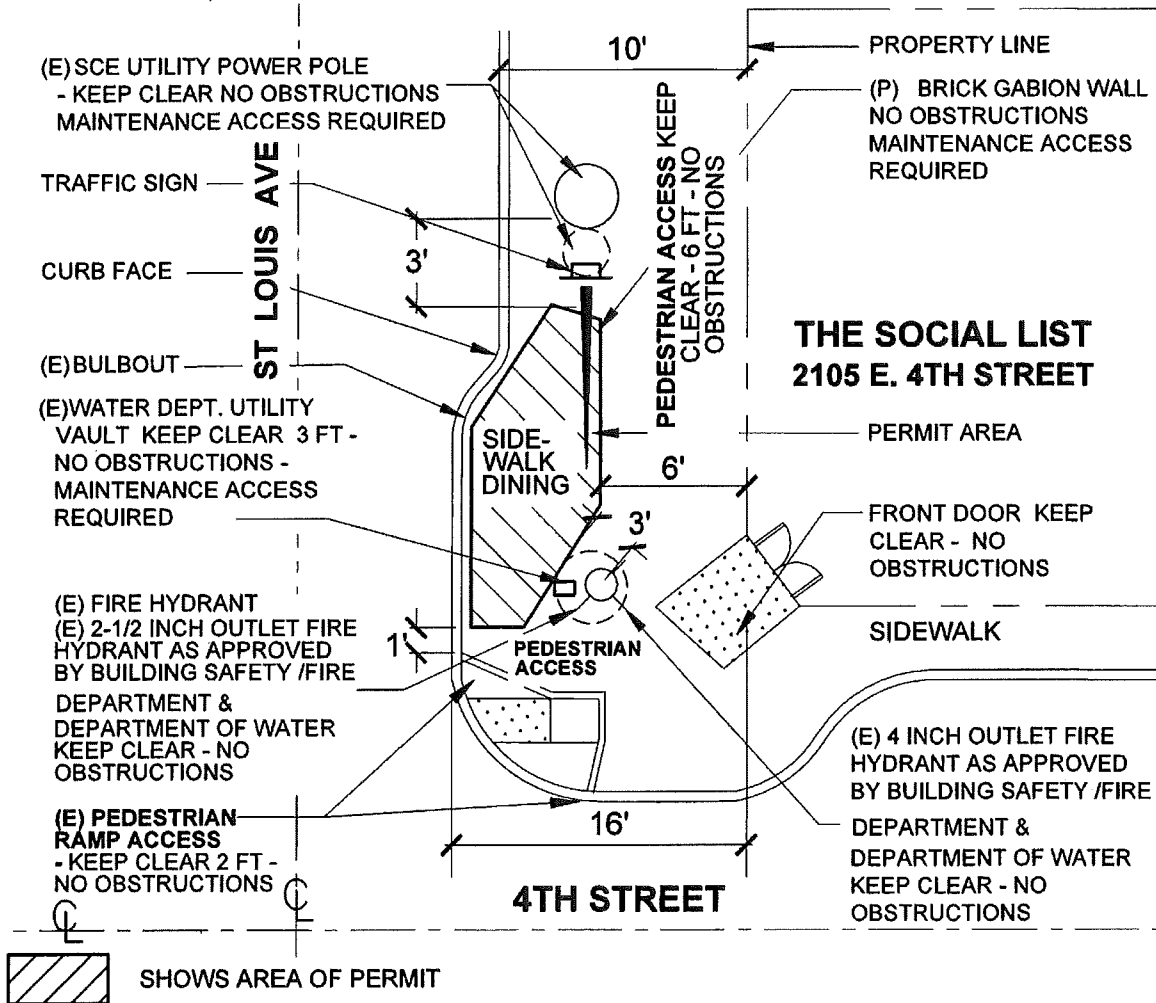 (E) SCE UTILITY POWER POLE
- KEEP CLEAR NO OBSTRUCTIONS
MAINTENANCE ACCESS REQUIRED
TRAFFIC SIGN
CURB FACE
(E) BULBOUT
(E) WATER DEPT. UTILITY
VAULT KEEP CLEAR 3 FT -
NO OBSTRUCTIONS -
MAINTENANCE ACCESS
REQUIRED
(E) FIRE HYDRANT
(E) 2-1/2 INCH OUTLET FIRE
HYDRANT AS APPROVED
BY BUILDING SAFETY /FIRE
DEPARTMENT &
DEPARTMENT OF WATER
KEEP CLEAR - NO
OBSTRUCTIONS
(E) PEDESTRIAN
RAMP ACCESS
- KEEP CLEAR 2 FT -
NO OBSTRUCTIONS
ST LOUIS AVE
10'
3'
PEDESTRIAN ACCESS KEEP
CLEAR - 6 FT - NO
OBSTRUCTIONS
SIDE-
WALK
DINING
6'
3'
1'
PEDESTRIAN
ACCESS
16'
4TH STREET
PROPERTY LINE
(P) BRICK GABION WALL
NO OBSTRUCTIONS
MAINTENANCE ACCESS
REQUIRED
THE SOCIAL LIST
2105 E. 4TH STREET
PERMIT AREA
FRONT DOOR KEEP
CLEAR - NO
OBSTRUCTIONS
SIDEWALK
(E) 4 INCH OUTLET FIRE
HYDRANT AS APPROVED
BY BUILDING SAFETY /FIRE
DEPARTMENT &
DEPARTMENT OF WATER
KEEP CLEAR - NO
OBSTRUCTIONS
CL
CL
SHOWS AREA OF PERMIT